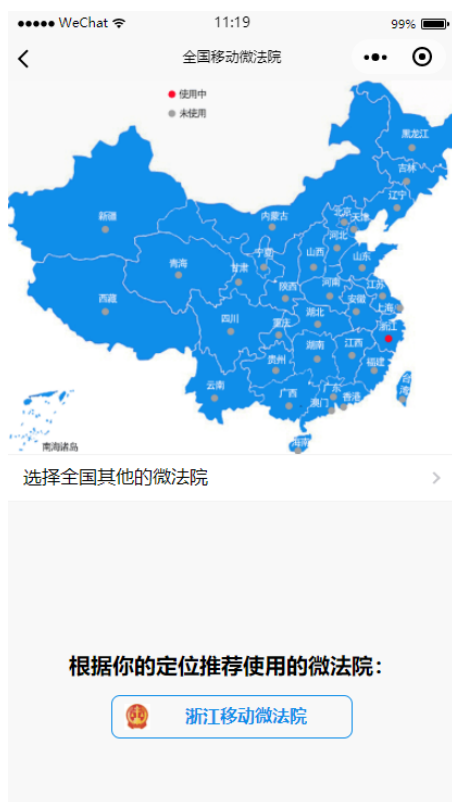 WeChat 11:19 99%
全国移动微法院
使用中
未使用
黑龙江
吉林
辽宁
新疆
内蒙古
北京
天津
河北
宁夏
山西
山东
青海
甘肃
陕西
河南
江苏
西藏
安徽
上海
四川
重庆
湖北
浙江
贵州
湖南
江西
福建
云南
广西
广东
台湾
澳门
香港
海南
南海诸岛
选择全国其他的微法院
根据你的定位推荐使用的微法院：
浙江移动微法院